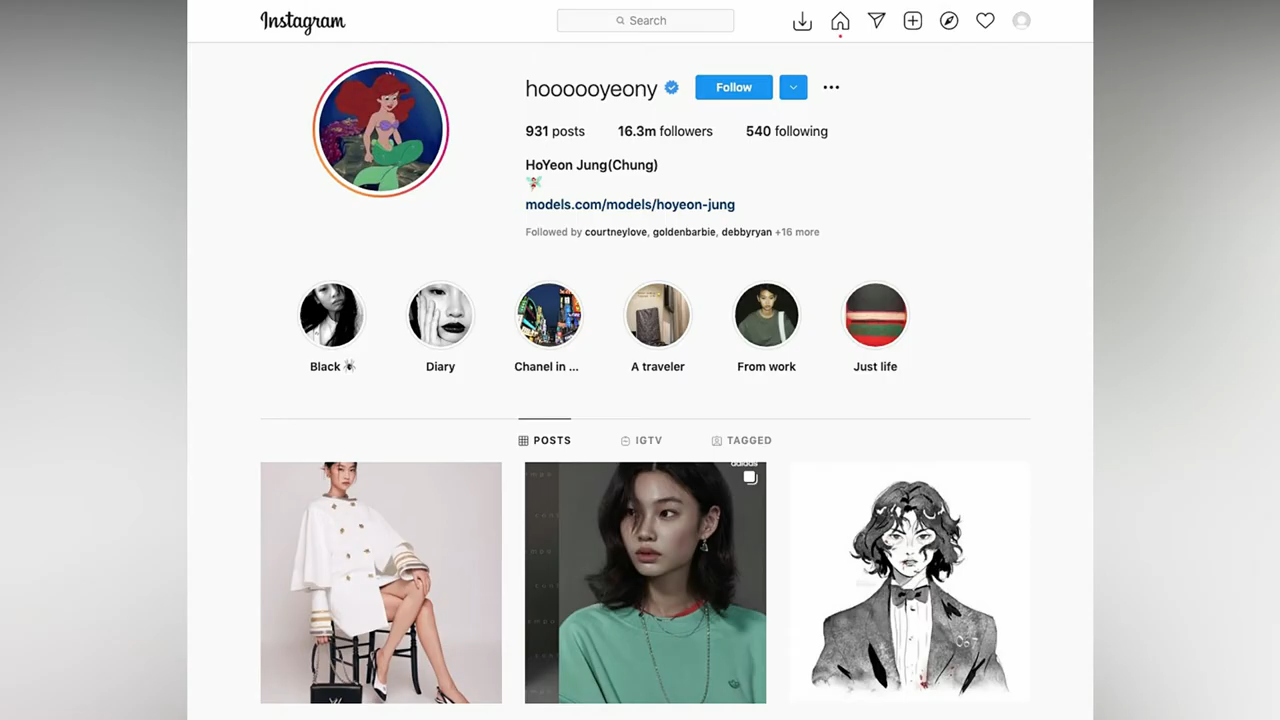 Instagram
Search
hoooooyeony
Follow
931 posts 16.3m followers 540 following
HoYeon Jung(Chung)
models.com/models/hoyeon-jung
Followed by courtneylove, goldenbarbie, debbyryan +16 more
Black Diary Chanel in ... A traveler From work Just life
POSTS IGTV TAGGED
adidas
067